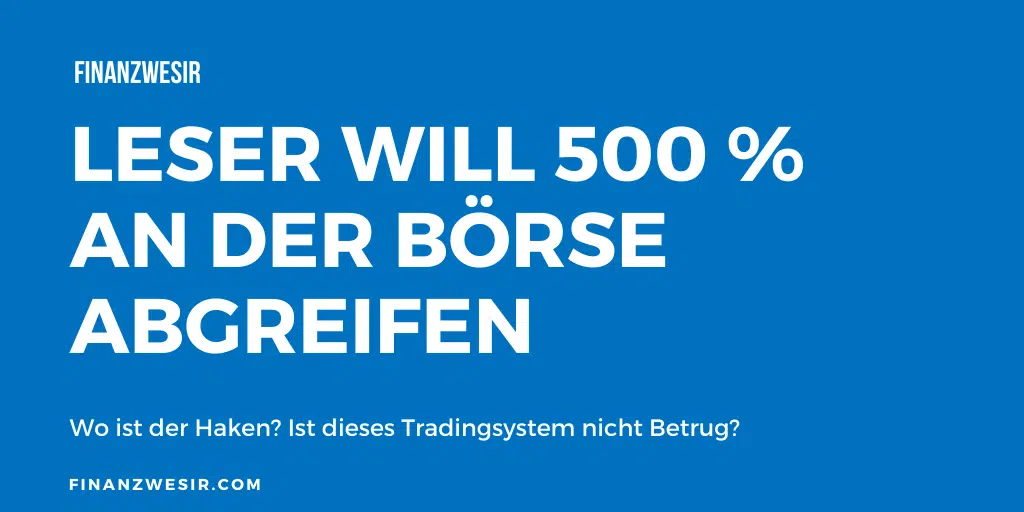 FINANZWESIR
LESER WILL 500 %
AN DER BÖRSE
ABGREIFEN
Wo ist der Haken? Ist dieses Tradingsystem nicht Betrug?
FINANZWESIR.COM